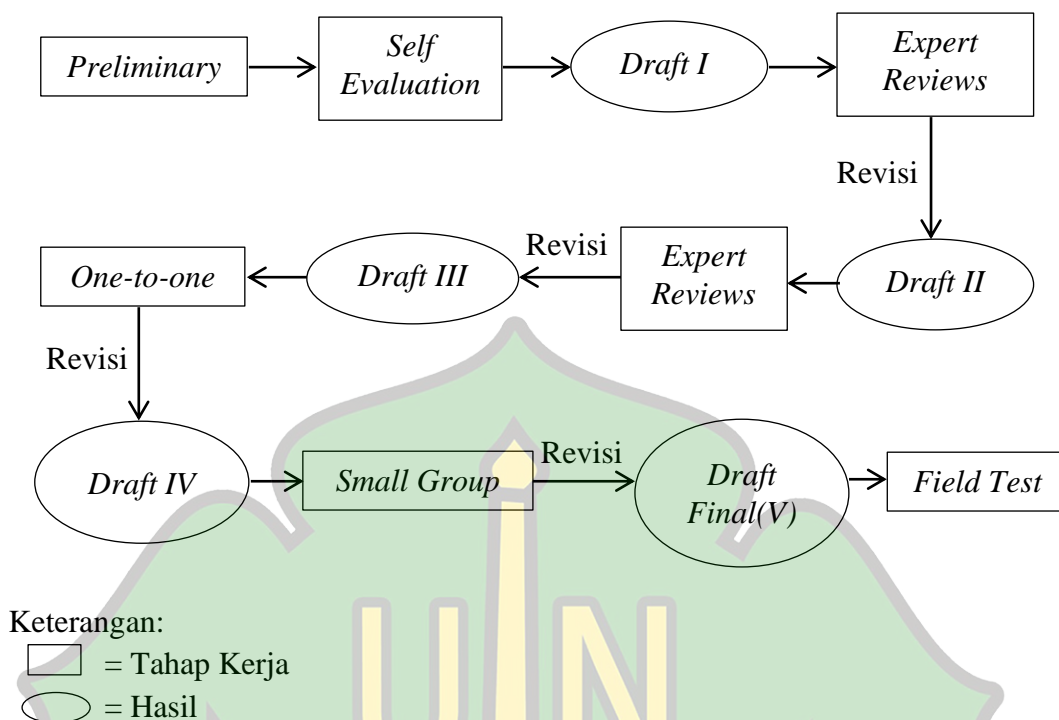 Preliminary
Self
Evaluation
Draft I
Expert
Reviews
Revisi
Draft II
Expert
Reviews
Revisi
Draft III
One-to-one
Revisi
Draft IV
Small Group
Revisi
Draft
Final(V)
Field Test
Keterangan:
= Tahap Kerja
= Hasil
UIN